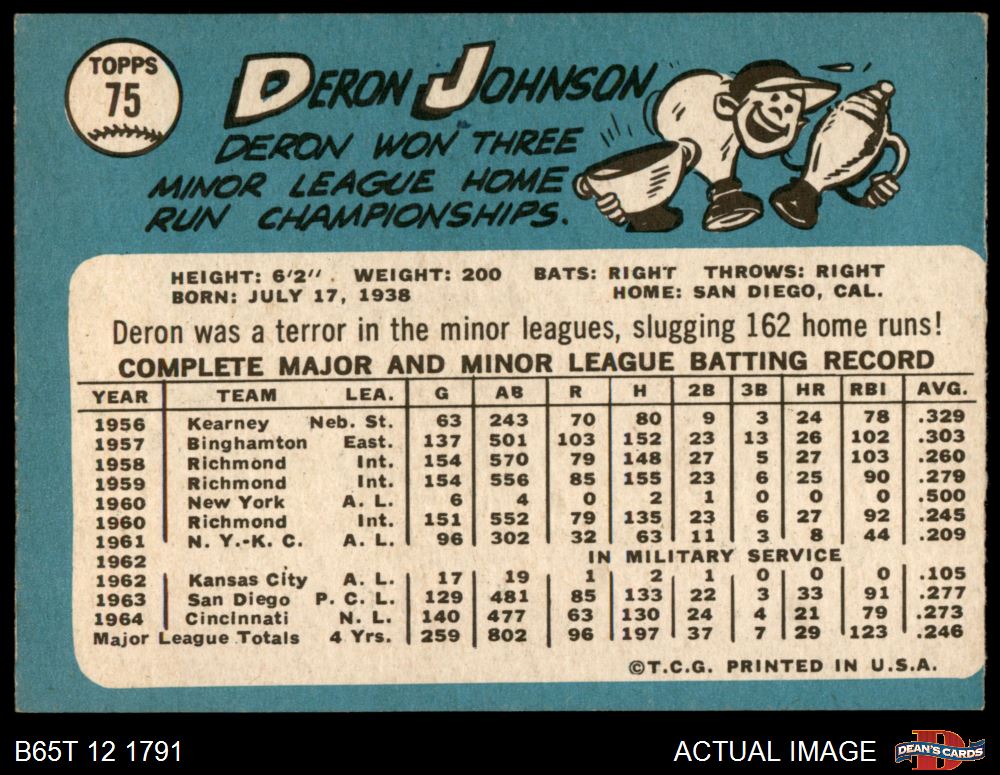 TOPPS
75
DERON JOHNSON
DERON WON THREE
MINOR LEAGUE HOME
RUN CHAMPIONSHIPS.
HEIGHT: 6'2" . WEIGHT: 200 BATS: RIGHT THROWS: RIGHT
BORN: JULY 17, 1938 HOME: SAN DIEGO, CAL.
Deron was a terror in the minor leagues, slugging 162 home runs!
COMPLETE MAJOR AND MINOR LEAGUE BATTING RECORD
YEAR TEAM LEA. G AB R H 2B 3B HR RBI AVG.
1956 Kearney Neb. St. 63 243 70 80 9 3 24 78 .329
1957 Binghamton East. 137 501 103 152 23 13 26 102 .303
1958 Richmond Int. 154 570 79 148 27 5 27 103 .260
1959 Richmond Int. 154 556 85 155 23 6 25 90 .279
1960 New York A. L. 6 4 0 2 1 0 0 0 .500
1960 Richmond Int. 151 552 79 135 23 6 27 92 .245
1961 N. Y.-K. C. A. L. 96 302 32 63 11 3 8 44 .209
1962 IN MILITARY SERVICE
1962 Kansas City A. L. 17 19 1 2 1 0 0 0 .105
1963 San Diego P. C. L. 129 481 85 133 22 3 33 91 .277
1964 Cincinnati N. L. 140 477 63 130 24 4 21 79 .273
Major League Totals 4 Yrs. 259 802 96 197 37 7 29 123 .246
©T.C.G. PRINTED IN U.S.A.
B65T 12 1791 ACTUAL IMAGE DEAN'S CARDS